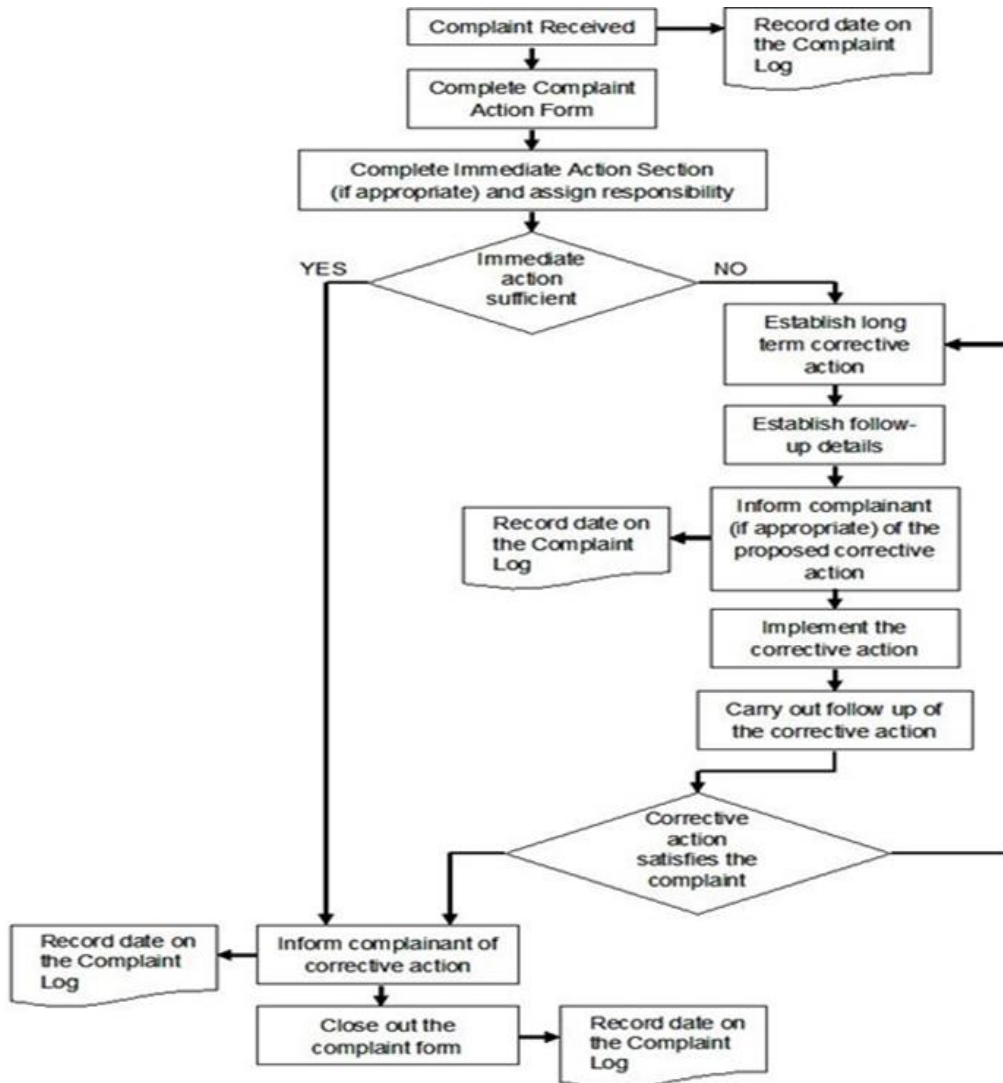 Complaint Received
Record date on
the Complaint
Log
Complete Complaint
Action Form
Complete Immediate Action Section
(if appropriate) and assign responsibility
YES
Immediate
action
sufficient
NO
Establish long
term corrective
action
Establish follow-
up details
Record date on
the Complaint
Log
Inform complainant
(if appropriate) of the
proposed corrective
action
Implement the
corrective action
Carry out follow up of
the corrective action
Corrective
action
satisfies the
complaint
Record date on
the Complaint
Log
Inform complainant of
corrective action
Close out the
complaint form
Record date on
the Complaint
Log